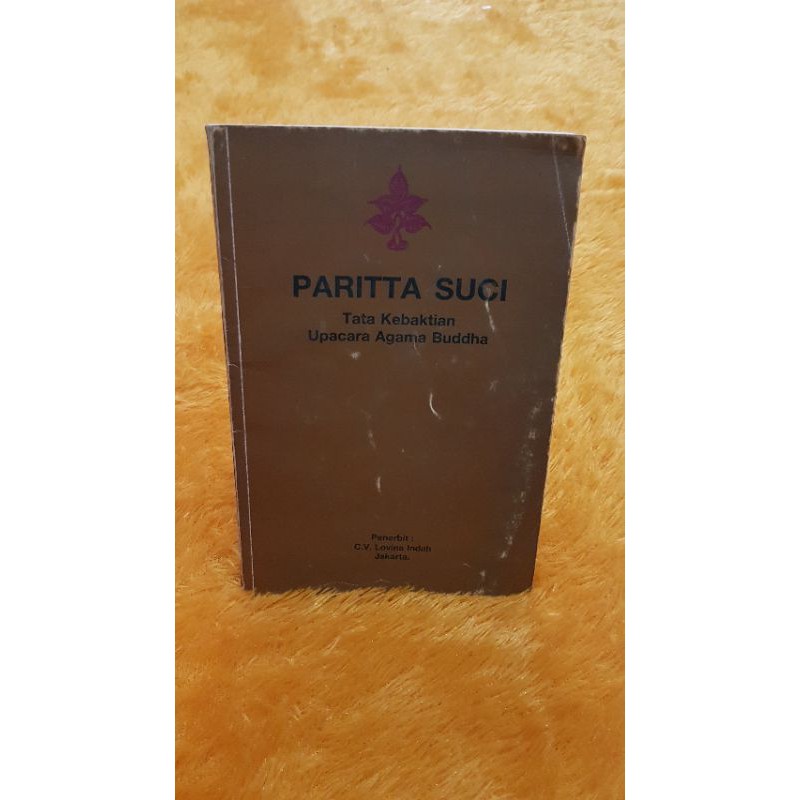 PARITTA SUCI
Tata Kebaktian
Upacara Agama Buddha
Penerbit :
C.V. Lovina Indah
Jakarta.